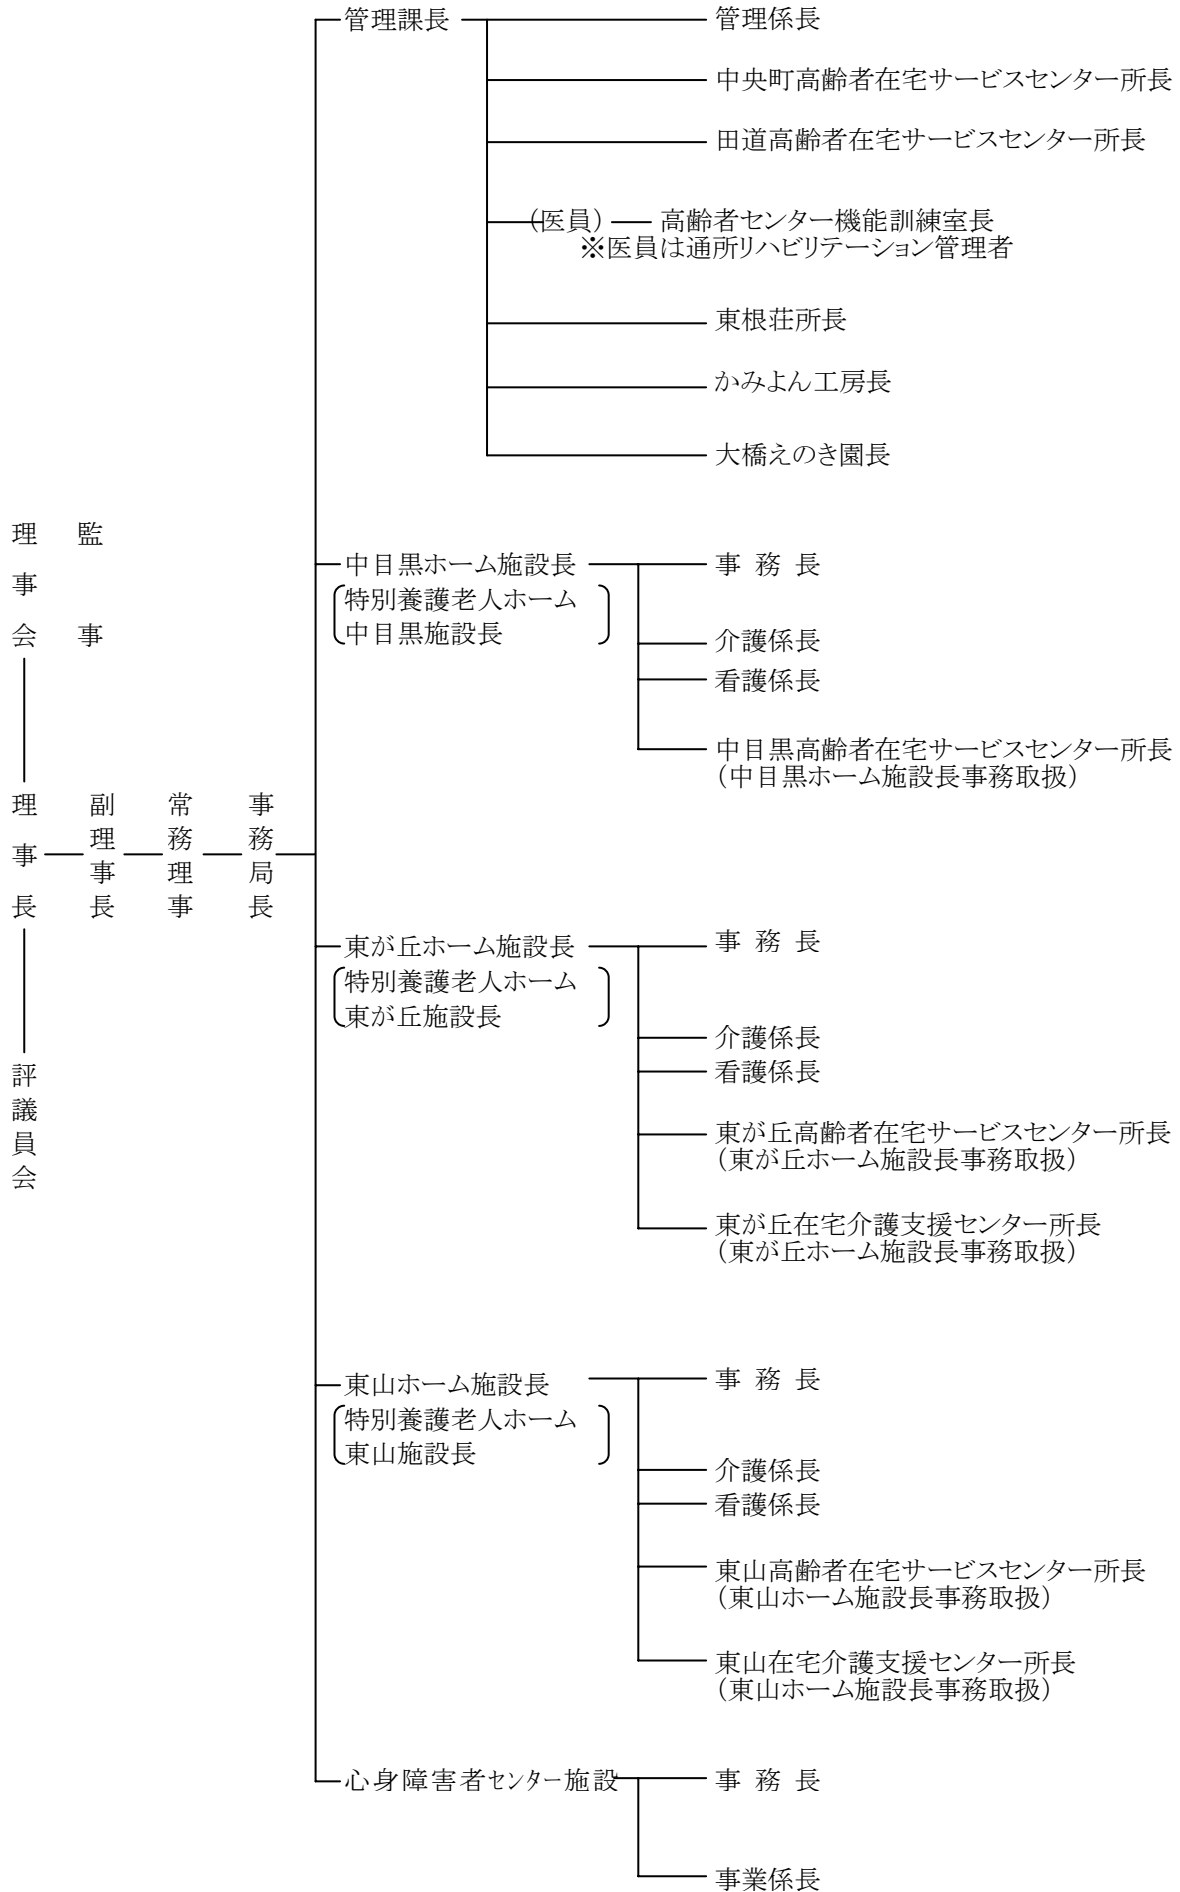 理事会
監事
理事長
副理事長
常務理事
事務局長
評議員会
管理課長
管理係長
中央町高齢者在宅サービスセンター所長
田道高齢者在宅サービスセンター所長
(医員) 高齢者センター機能訓練室長
※医員は通所リハビリテーション管理者
東根荘所長
かみよん工房長
大橋えのき園長
中目黒ホーム施設長
特別養護老人ホーム
中目黒施設長
事務長
介護係長
看護係長
中目黒高齢者在宅サービスセンター所長
(中目黒ホーム施設長事務取扱)
東が丘ホーム施設長
特別養護老人ホーム
東が丘施設長
事務長
介護係長
看護係長
東が丘高齢者在宅サービスセンター所長
(東が丘ホーム施設長事務取扱)
東が丘在宅介護支援センター所長
(東が丘ホーム施設長事務取扱)
東山ホーム施設長
特別養護老人ホーム
東山施設長
事務長
介護係長
看護係長
東山高齢者在宅サービスセンター所長
(東山ホーム施設長事務取扱)
東山在宅介護支援センター所長
(東山ホーム施設長事務取扱)
心身障害者センター施設
事務長
事業係長